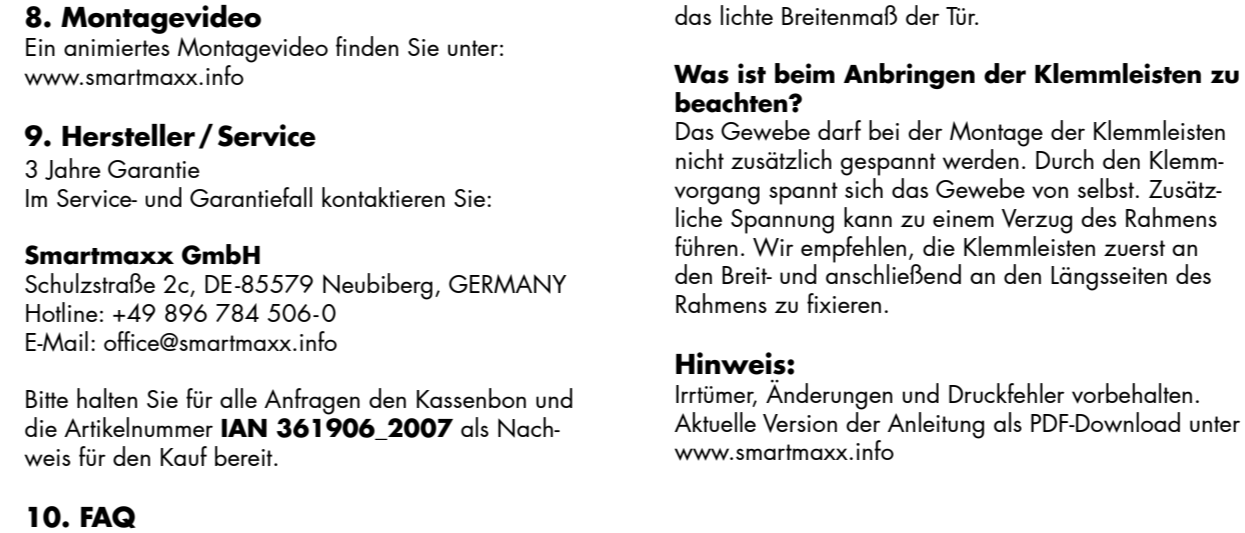 8. Montagevideo
Ein animiertes Montagevideo finden Sie unter:
www.smartmaxx.info
9. Hersteller / Service
3 Jahre Garantie
Im Service- und Garantiefall kontaktieren Sie:
Smartmaxx GmbH
Schulzstraße 2c, DE-85579 Neubiberg, GERMANY
Hotline: +49 896 784 506-0
E-Mail: office@smartmaxx.info
Bitte halten Sie für alle Anfragen den Kassenbon und
die Artikelnummer IAN 361906_2007 als Nach-
weis für den Kauf bereit.
10. FAQ
das lichte Breitenmaß der Tür.
Was ist beim Anbringen der Klemmleisten zu
beachten?
Das Gewebe darf bei der Montage der Klemmleisten
nicht zusätzlich gespannt werden. Durch den Klemm-
vorgang spannt sich das Gewebe von selbst. Zusätz-
liche Spannung kann zu einem Verzug des Rahmens
führen. Wir empfehlen, die Klemmleisten zuerst an
den Breit- und anschließend an den Längsseiten des
Rahmens zu fixieren.
Hinweis:
Irrtümer, Änderungen und Druckfehler vorbehalten.
Aktuelle Version der Anleitung als PDF-Download unter
www.smartmaxx.info